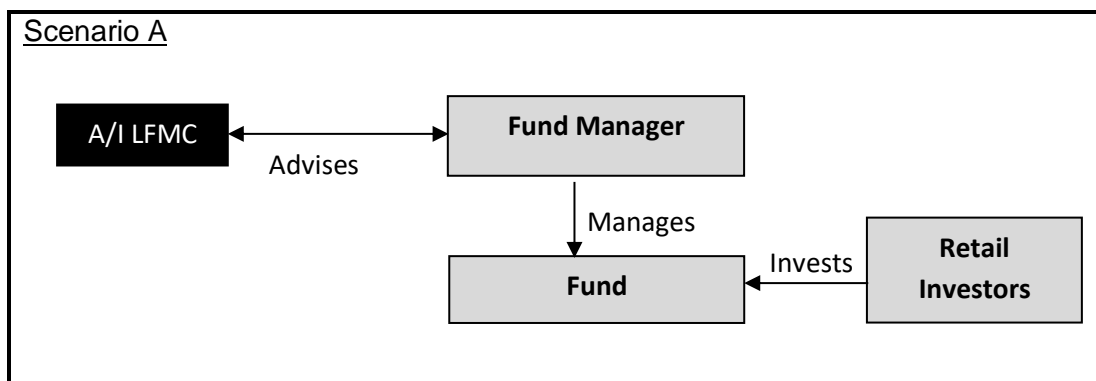 Scenario A
A/I LFMC
Advises
Fund Manager
Manages
Fund
Invests
Retail
Investors